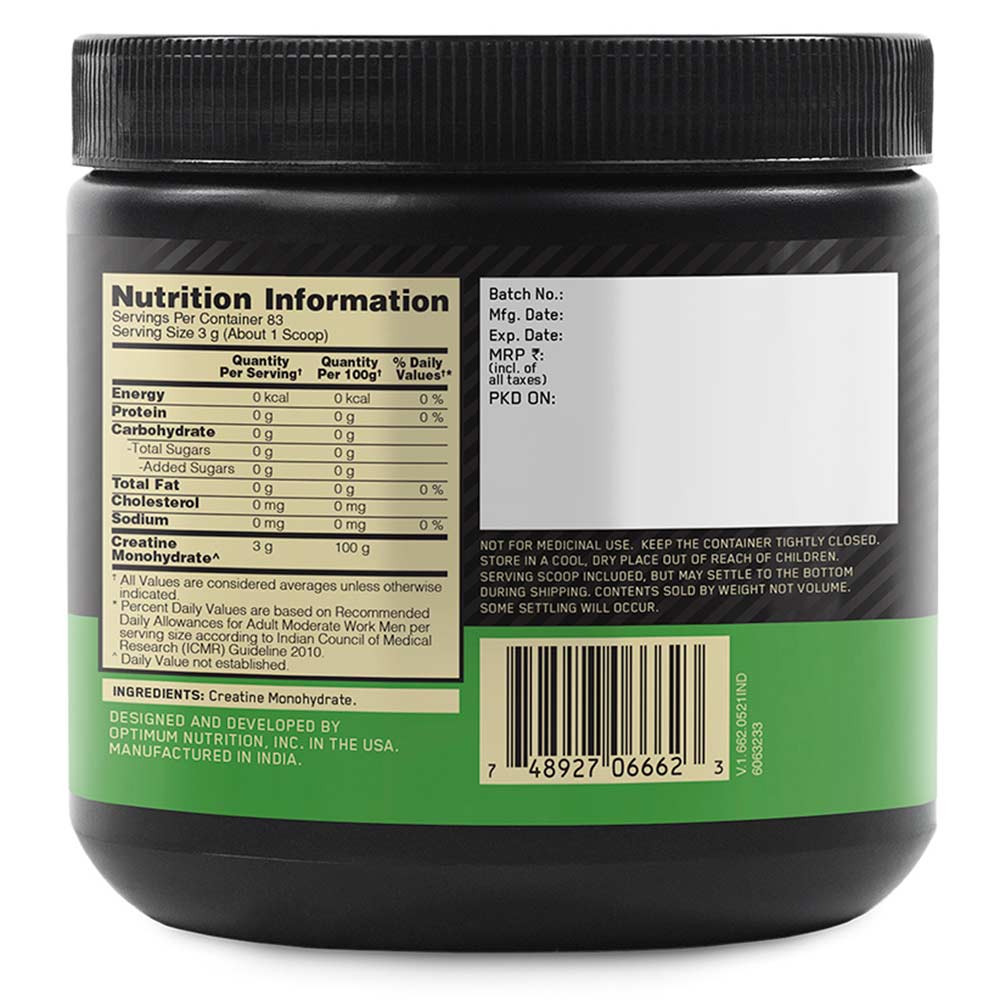 Nutrition Information
Servings Per Container 83
Serving Size 3 g (About 1 Scoop)
Quantity Per Serving† Quantity Per 100g† % Daily Values†*
Energy 0 kcal 0 kcal 0 %
Protein 0 g 0 g 0 %
Carbohydrate 0 g 0 g
-Total Sugars 0 g 0 g
-Added Sugars 0 g 0 g
Total Fat 0 g 0 g 0 %
Cholesterol 0 mg 0 mg
Sodium 0 mg 0 mg 0 %
Creatine Monohydrate^ 3 g 100 g
† All Values are considered averages unless otherwise
indicated.
* Percent Daily Values are based on Recommended
Daily Allowances for Adult Moderate Work Men per
serving size according to Indian Council of Medical
Research (ICMR) Guideline 2010.
^ Daily Value not established.
INGREDIENTS: Creatine Monohydrate.
DESIGNED AND DEVELOPED BY
OPTIMUM NUTRITION, INC. IN THE USA.
MANUFACTURED IN INDIA.
Batch No.:
Mfg. Date:
Exp. Date:
MRP ₹:
(incl. of
all taxes)
PKD ON:
NOT FOR MEDICINAL USE. KEEP THE CONTAINER TIGHTLY CLOSED.
STORE IN A COOL, DRY PLACE OUT OF REACH OF CHILDREN.
SERVING SCOOP INCLUDED, BUT MAY SETTLE TO THE BOTTOM
DURING SHIPPING. CONTENTS SOLD BY WEIGHT NOT VOLUME.
SOME SETTLING WILL OCCUR.
7 48927 06662 3
V.1.662.0521IND
6063233